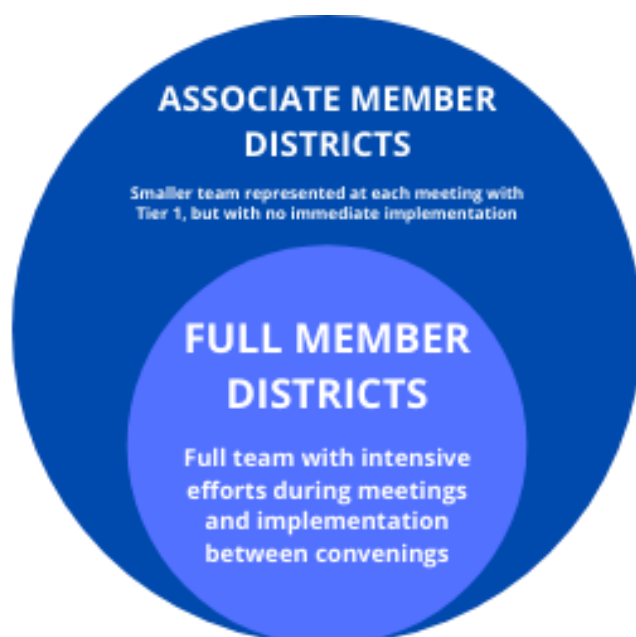 ASSOCIATE MEMBER
DISTRICTS
Smaller team represented at each meeting with
Tier 1, but with no immediate implementation
FULL MEMBER
DISTRICTS
Full team with intensive
efforts during meetings
and implementation
between convenings